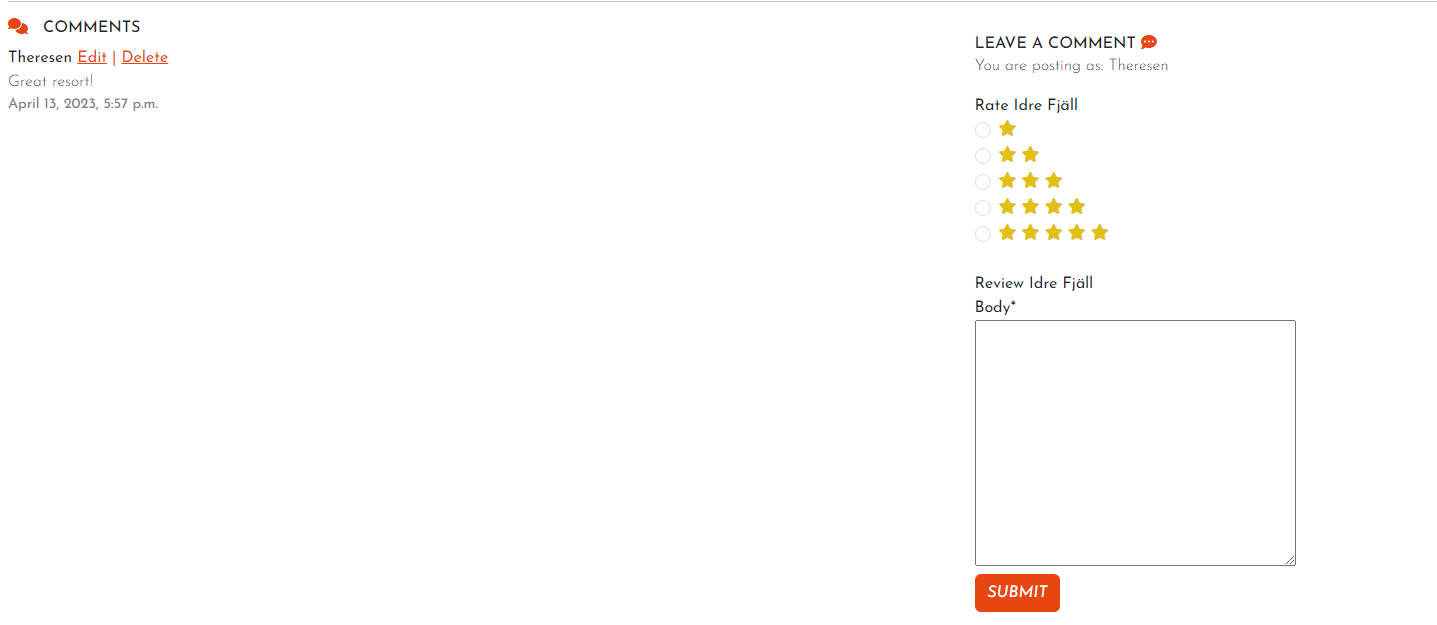 COMMENTS
Theresen Edit | Delete
Great resort!
April 13, 2023, 5:57 p.m.
LEAVE A COMMENT
You are posting as: Theresen
Rate Idre Fjäll
Review Idre Fjäll
Body*
SUBMIT